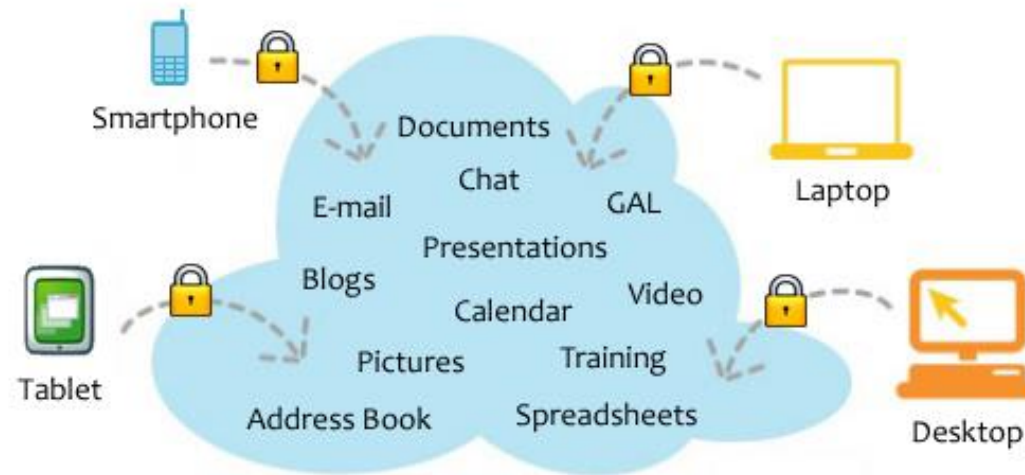 Smartphone
Documents
Chat
E-mail
GAL
Laptop
Presentations
Blogs
Calendar
Video
Tablet
Pictures
Training
Address Book
Spreadsheets
Desktop